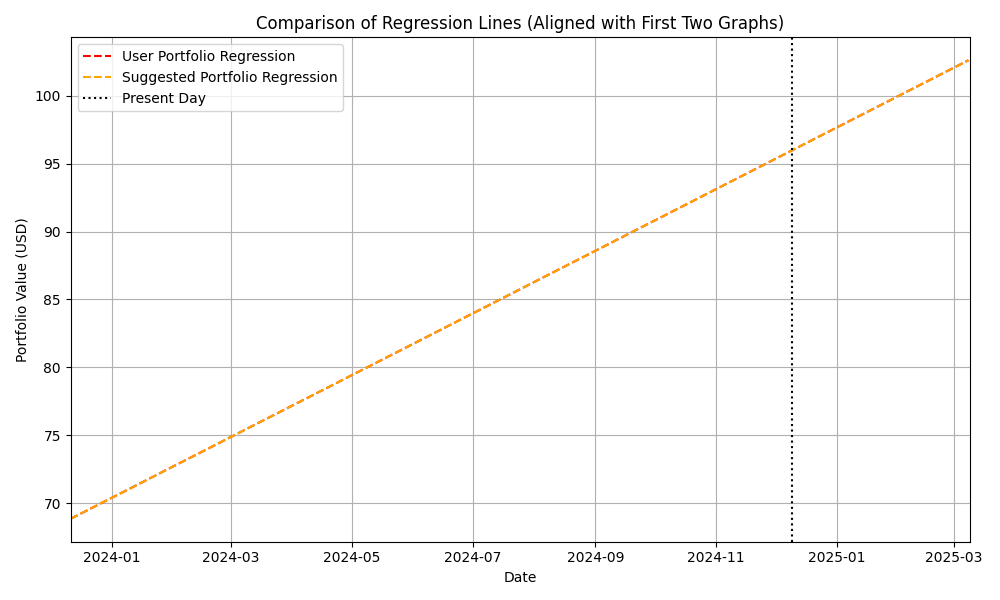 Comparison of Regression Lines (Aligned with First Two Graphs)
User Portfolio Regression
Suggested Portfolio Regression
Present Day
Portfolio Value (USD)
100
95
90
85
80
75
70
2024-01
2024-03
2024-05
2024-07
2024-09
2024-11
2025-01
2025-03
Date